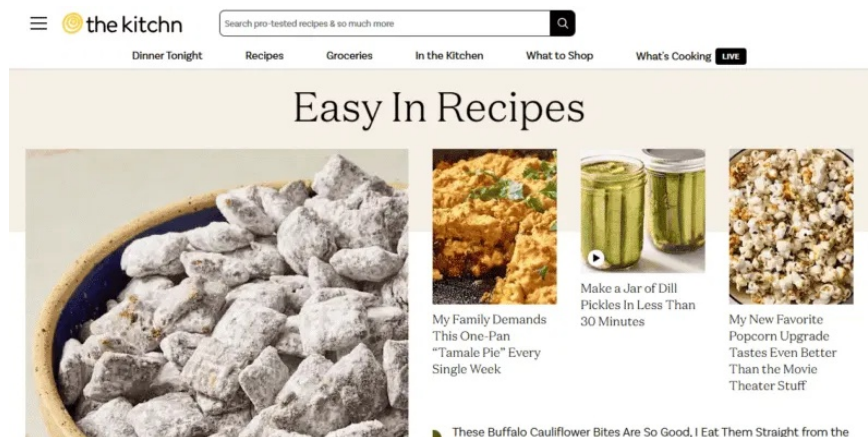 the kitchn
Search pro-tested recipes & so much more
Dinner Tonight
Recipes
Groceries
In the Kitchen
What to Shop
What's Cooking LIVE
Easy In Recipes
My Family Demands
This One-Pan
“Tamale Pie” Every
Single Week
Make a Jar of Dill
Pickles In Less Than
30 Minutes
My New Favorite
Popcorn Upgrade
Tastes Even Better
Than the Movie
Theater Stuff
These Buffalo Cauliflower Bites Are So Good, I Eat Them Straight from the